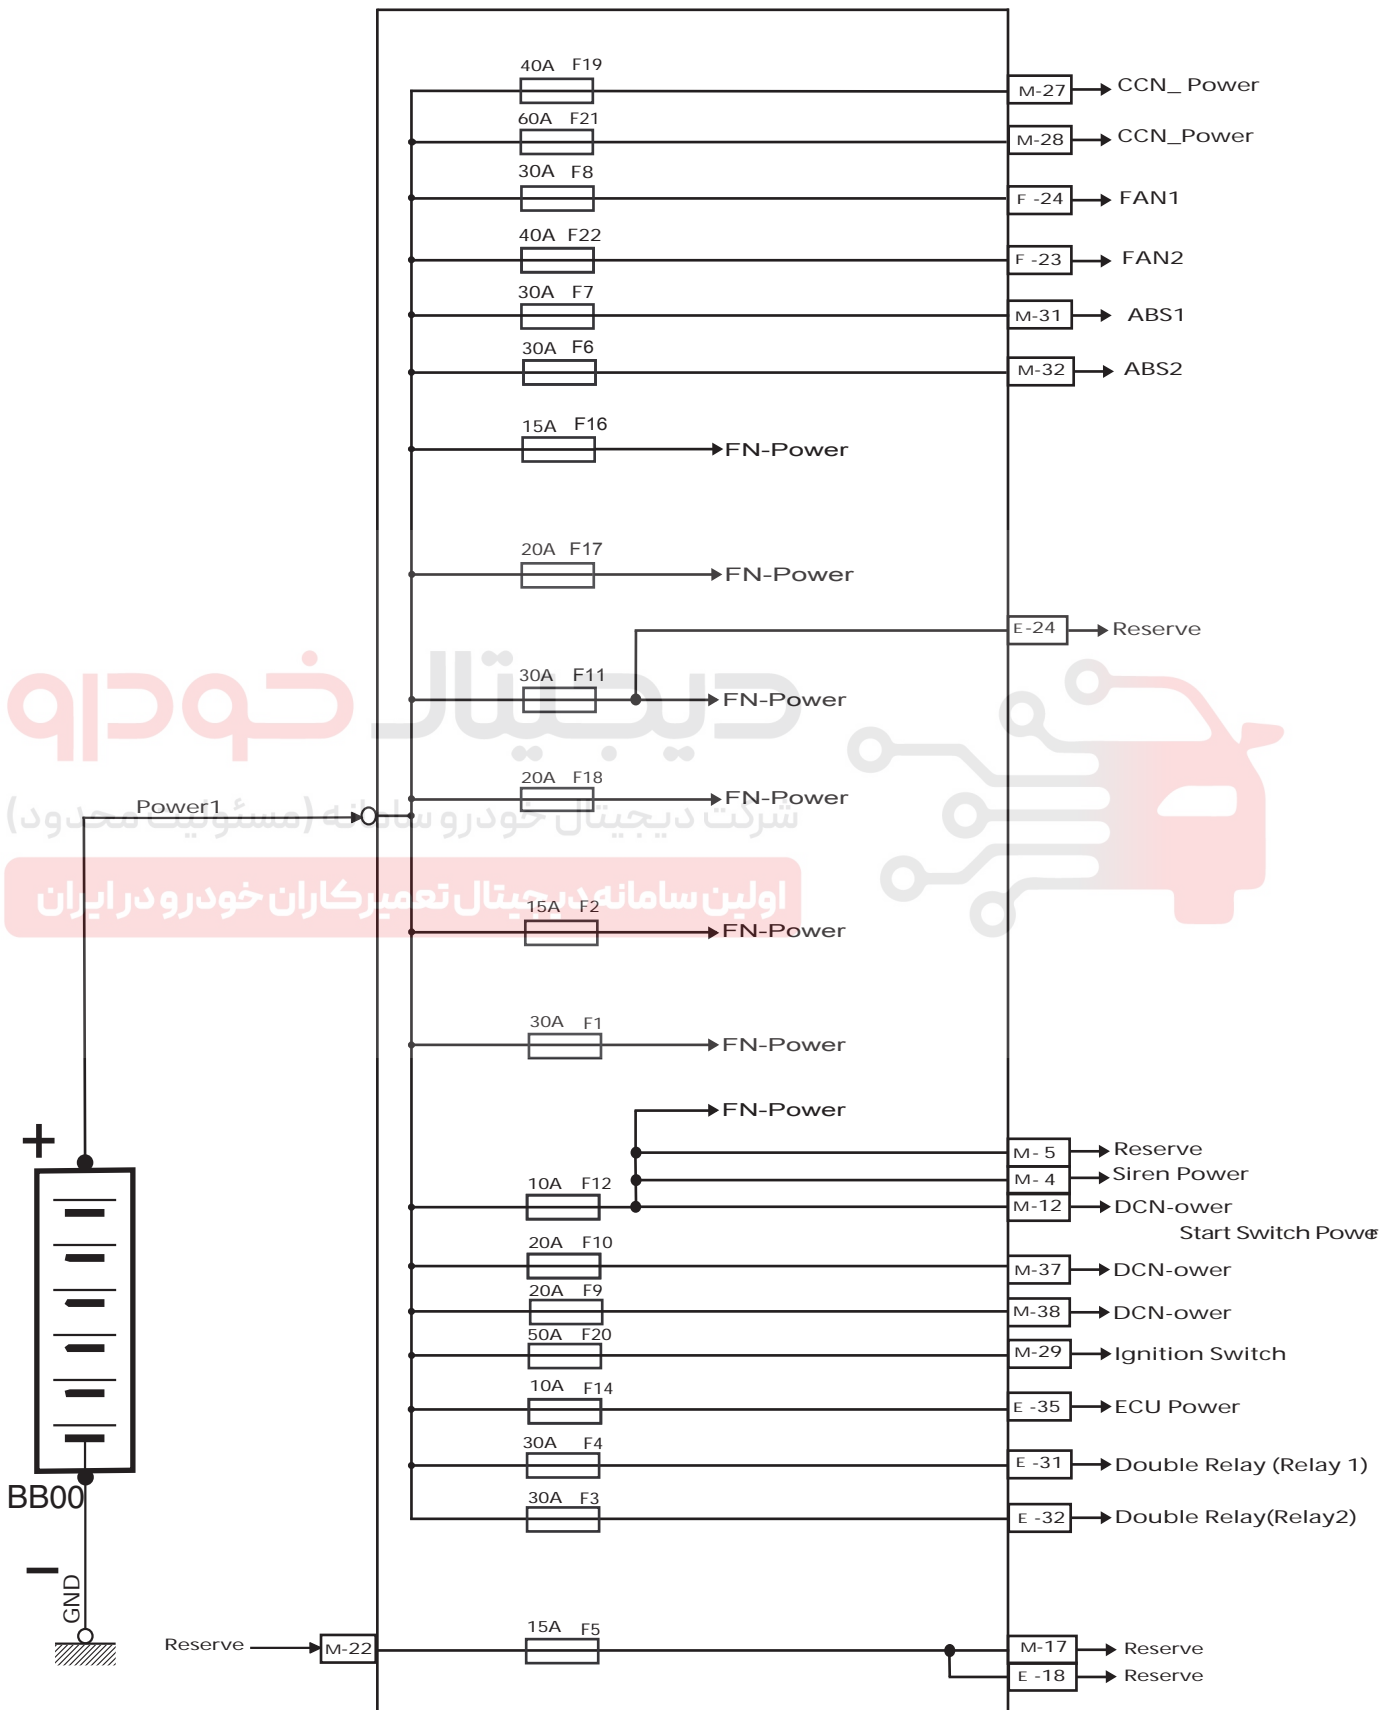 40A F19
M-27 CCN_ Power
60A F21
M-28 CCN_Power
30A F8
F -24 FAN1
40A F22
F -23 FAN2
30A F7
M-31 ABS1
30A F6
M-32 ABS2
15A F16
FN-Power
20A F17
FN-Power
E-24 Reserve
دیجیتال خودرو
30A F11
FN-Power
20A F18
FN-Power
Power1
شرکت دیجیتال خودرو سامانه (مسئولیت محدود)
اولین سامانه دیجیتال تعمیرکاران خودرو در ایران
15A F2
FN-Power
30A F1
FN-Power
FN-Power
+
M- 5 Reserve
M- 4 Siren Power
10A F12
M-12 DCN-ower
Start Switch Power
20A F10
M-37 DCN-ower
20A F9
M-38 DCN-ower
50A F20
M-29 Ignition Switch
10A F14
E -35 ECU Power
30A F4
E -31 Double Relay (Relay 1)
BB00
30A F3
E -32 Double Relay(Relay2)
GND
15A F5
Reserve M-22
M-17 Reserve
E -18 Reserve